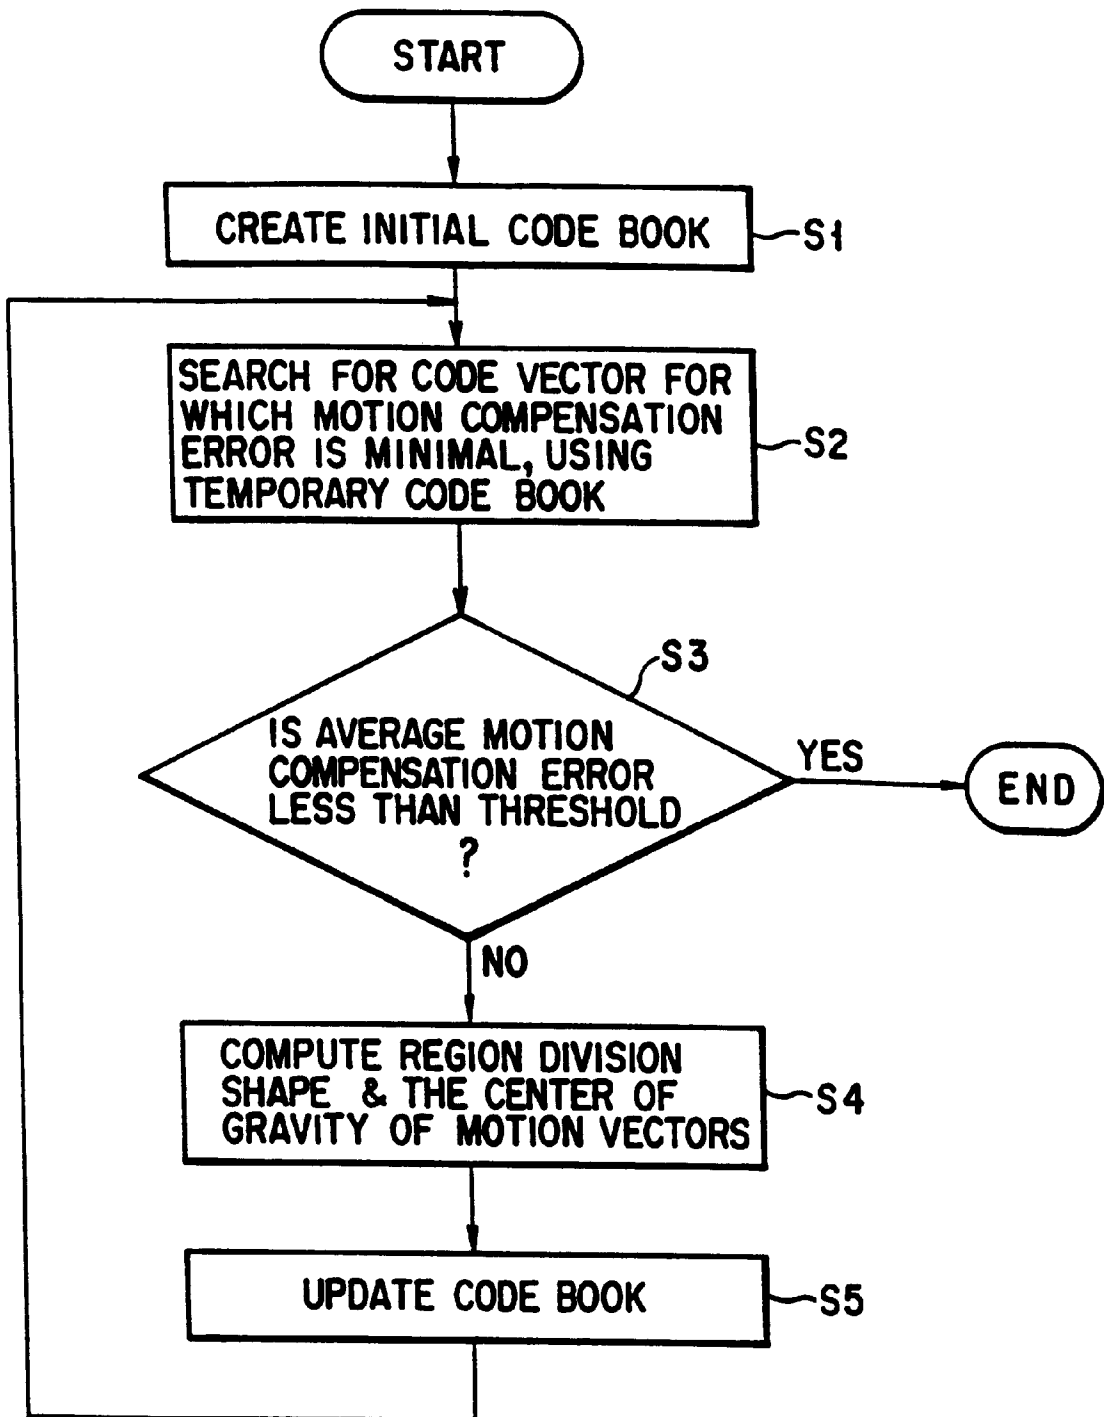 START
CREATE INITIAL CODE BOOK
S1
SEARCH FOR CODE VECTOR FOR
WHICH MOTION COMPENSATION
ERROR IS MINIMAL, USING
TEMPORARY CODE BOOK
S2
S3
IS AVERAGE MOTION
COMPENSATION ERROR
LESS THAN THRESHOLD
?
YES
END
NO
COMPUTE REGION DIVISION
SHAPE & THE CENTER OF
GRAVITY OF MOTION VECTORS
S4
UPDATE CODE BOOK
S5